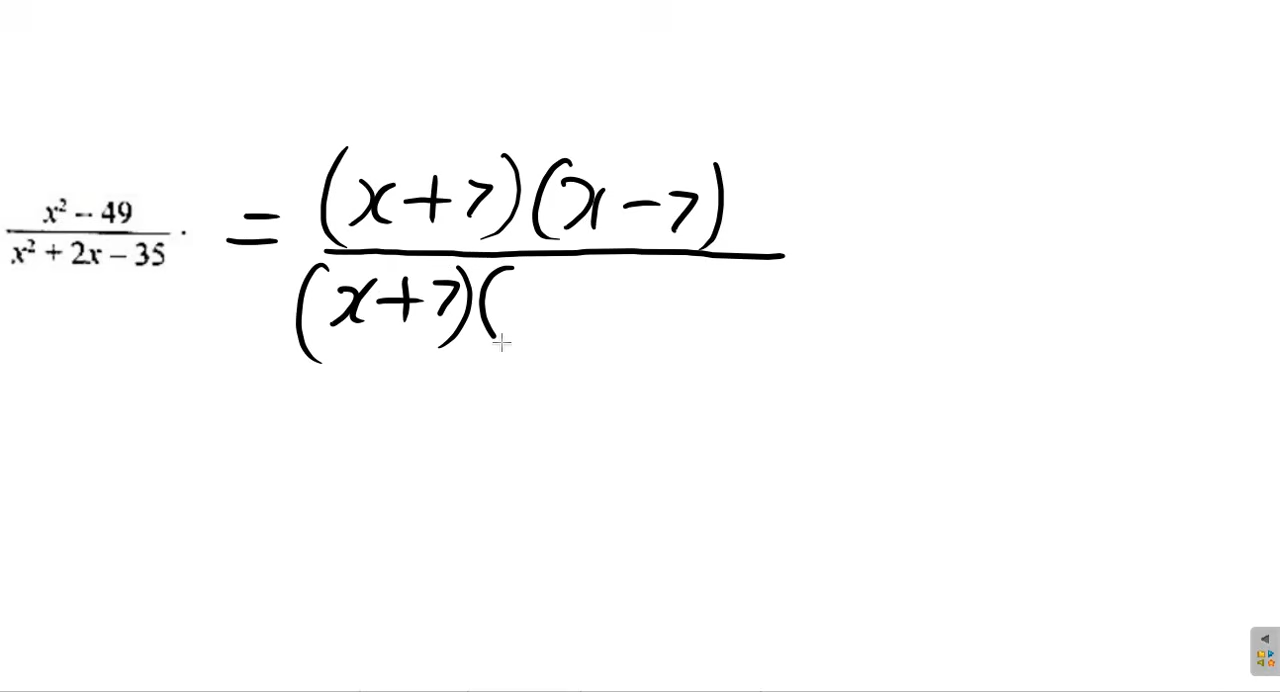 x² – 49
x² + 2x – 35 .
= (x+7)(x-7)
(x+7)(